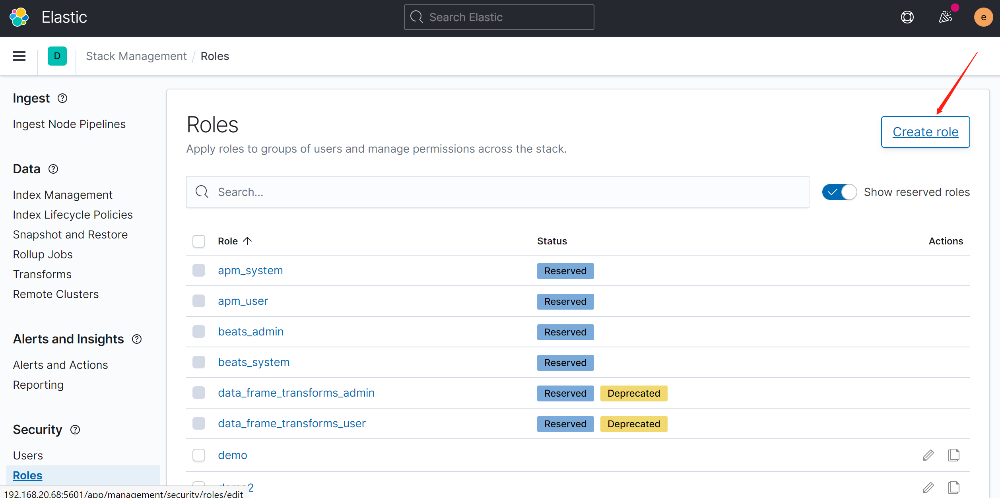 Elastic
Search Elastic
e
D
Stack Management / Roles
Ingest
Ingest Node Pipelines
Data
Index Management
Index Lifecycle Policies
Snapshot and Restore
Rollup Jobs
Transforms
Remote Clusters
Alerts and Insights
Alerts and Actions
Reporting
Security
Users
Roles
Roles
Apply roles to groups of users and manage permissions across the stack.
Create role
Search...
Show reserved roles
Role Status Actions
apm_system Reserved
apm_user Reserved
beats_admin Reserved
beats_system Reserved
data_frame_transforms_admin Reserved Deprecated
data_frame_transforms_user Reserved Deprecated
demo
demo2
192.168.20.68:5601/app/management/security/roles/edit